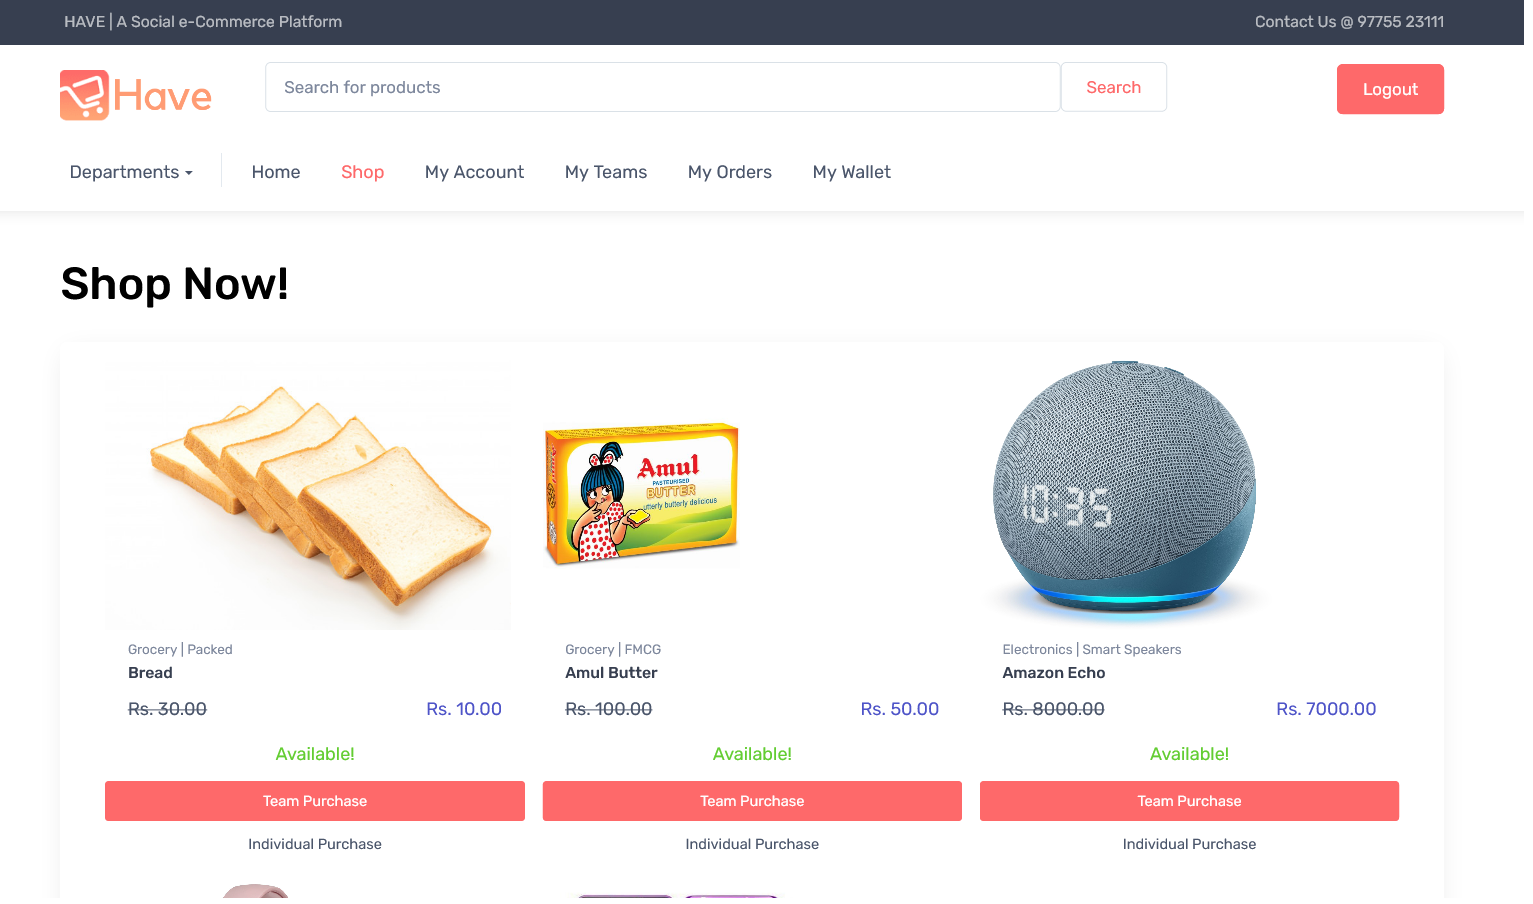 HAVE | A Social e-Commerce Platform
Contact Us @ 97755 23111
Have
Search for products
Search
Logout
Departments
Home
Shop
My Account
My Teams
My Orders
My Wallet
Shop Now!
Amul
PASTEURISED
BUTTER
utterly butterly delicious
10:35
Grocery | Packed
Bread
Rs. 30.00
Rs. 10.00
Available!
Team Purchase
Individual Purchase
Grocery | FMCG
Amul Butter
Rs. 100.00
Rs. 50.00
Available!
Team Purchase
Individual Purchase
Electronics | Smart Speakers
Amazon Echo
Rs. 8000.00
Rs. 7000.00
Available!
Team Purchase
Individual Purchase